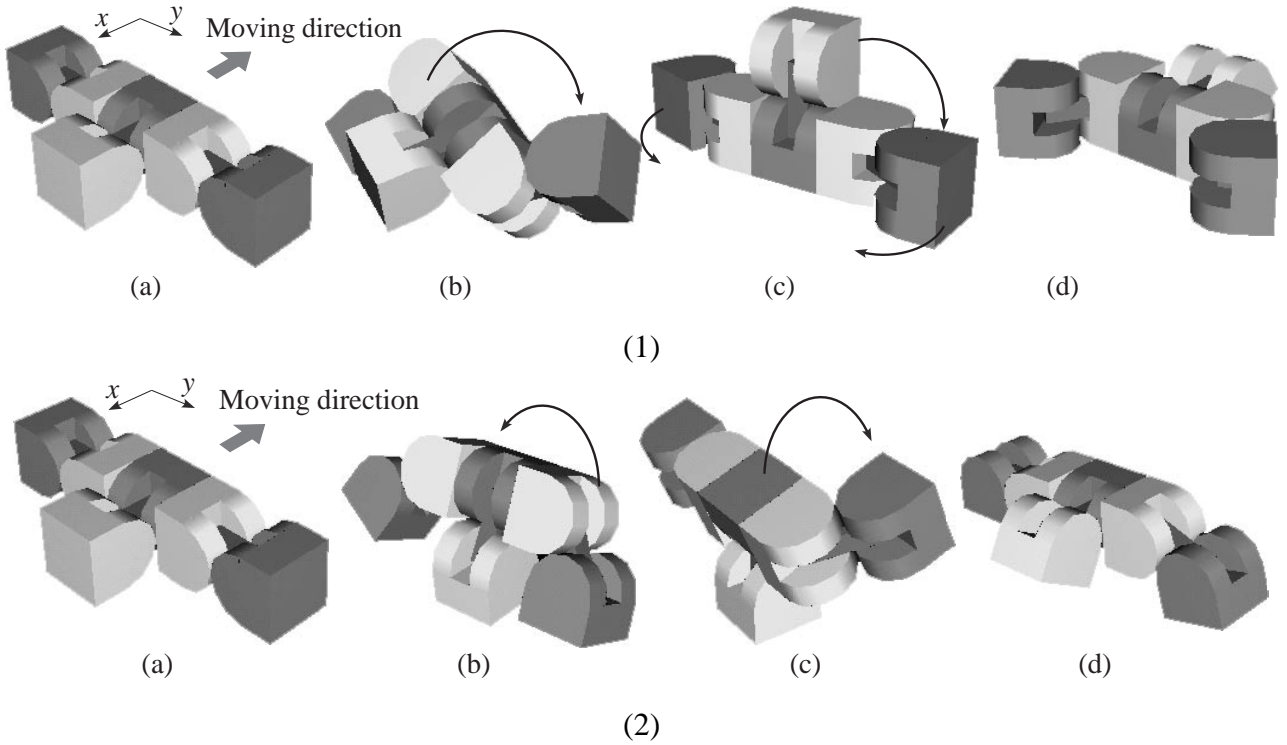 x y
Moving direction
(a) (b) (c) (d)
(1)
x y
Moving direction
(a) (b) (c) (d)
(2)